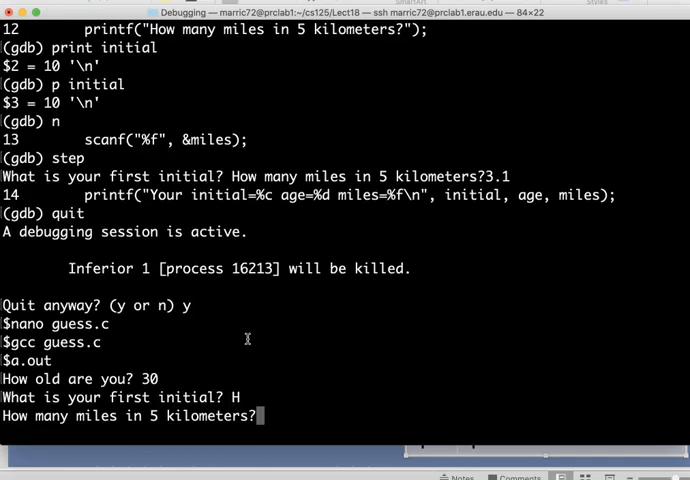 SmartArt
Styles
Debugging — marric72@prclab1:~/cs125/Lect18 — ssh marric72@prclab1.erau.edu — 84×22
12        printf("How many miles in 5 kilometers?");
(gdb) print initial
$2 = 10 '\n'
(gdb) p initial
$3 = 10 '\n'
(gdb) n
13        scanf("%f", &miles);
(gdb) step
What is your first initial? How many miles in 5 kilometers?3.1
14        printf("Your initial=%c age=%d miles=%f\n", initial, age, miles);
(gdb) quit
A debugging session is active.
Inferior 1 [process 16213] will be killed.
Quit anyway? (y or n) y
$nano guess.c
$gcc guess.c
$a.out
How old are you? 30
What is your first initial? H
How many miles in 5 kilometers?
Notes
Comments